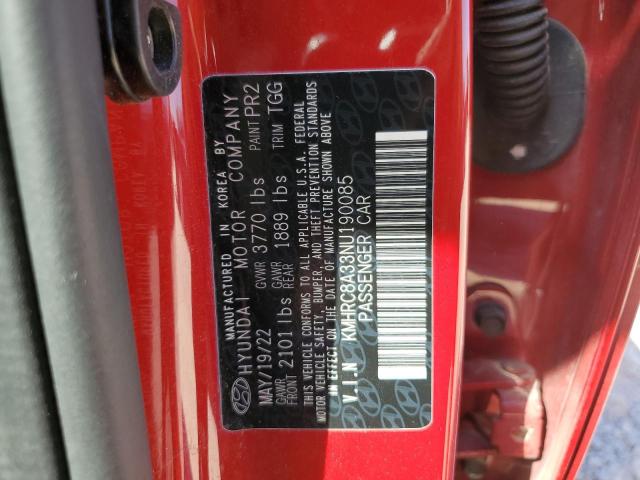 MANUFACTURED IN KOREA BY
HYUNDAI MOTOR COMPANY
MAY/19/22 GVWR 3770 lbs PAINT PR2
GAWR FRONT 2101 lbs GAWR REAR 1889 lbs TRIM TGG
THIS VEHICLE CONFORMS TO ALL APPLICABLE U.S.A. FEDERAL
MOTOR VEHICLE SAFETY, BUMPER, AND THEFT PREVENTION STANDARDS
IN EFFECT ON THE DATE OF MANUFACTURE SHOWN ABOVE
V.I.N KMHRC8A33NU190085
PASSENGER CAR